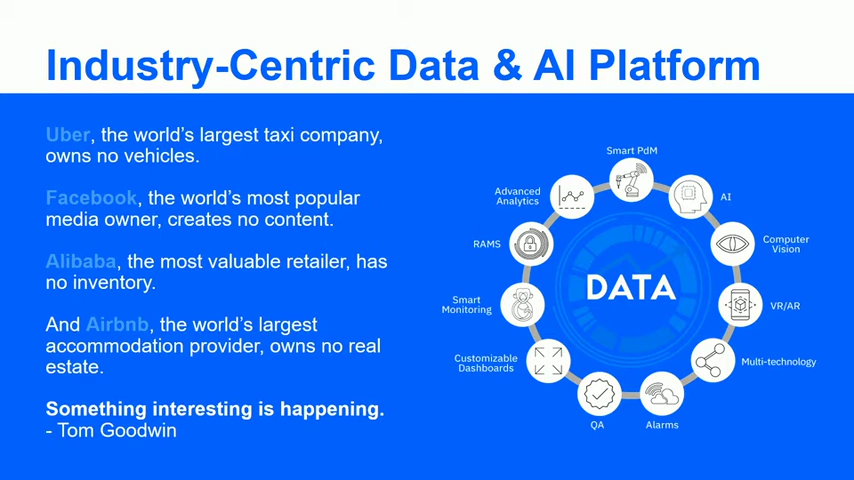 Industry-Centric Data & AI Platform
Uber, the world's largest taxi company,
owns no vehicles.
Facebook, the world's most popular
media owner, creates no content.
Alibaba, the most valuable retailer, has
no inventory.
And Airbnb, the world's largest
accommodation provider, owns no real
estate.
Something interesting is happening.
- Tom Goodwin
Smart PdM
Advanced
Analytics
AI
RAMS
Computer
Vision
DATA
Smart
Monitoring
VR/AR
Customizable
Dashboards
Multi-technology
QA
Alarms